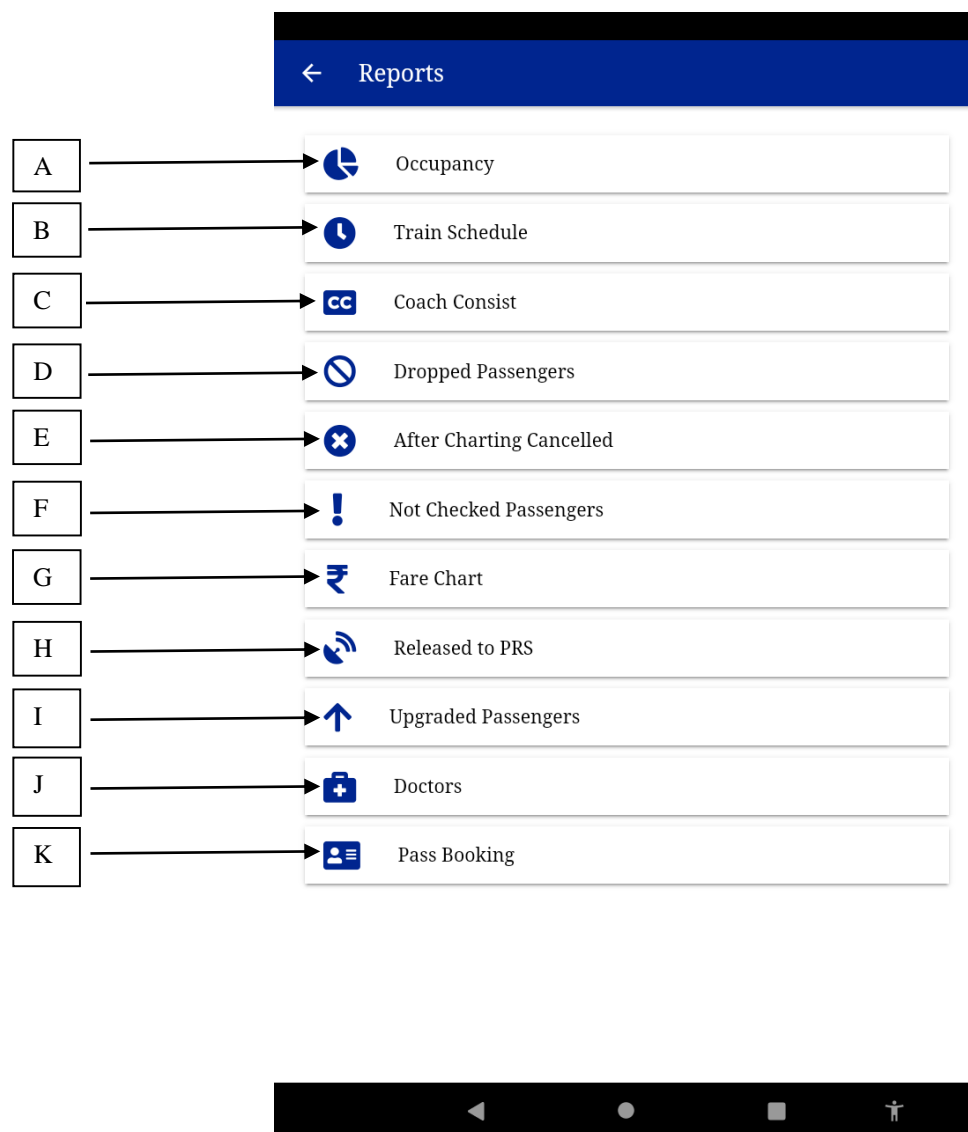 Reports
A Occupancy
B Train Schedule
C CC Coach Consist
D Dropped Passengers
E After Charting Cancelled
F Not Checked Passengers
G ₹ Fare Chart
H Released to PRS
I Upgraded Passengers
J Doctors
K Pass Booking